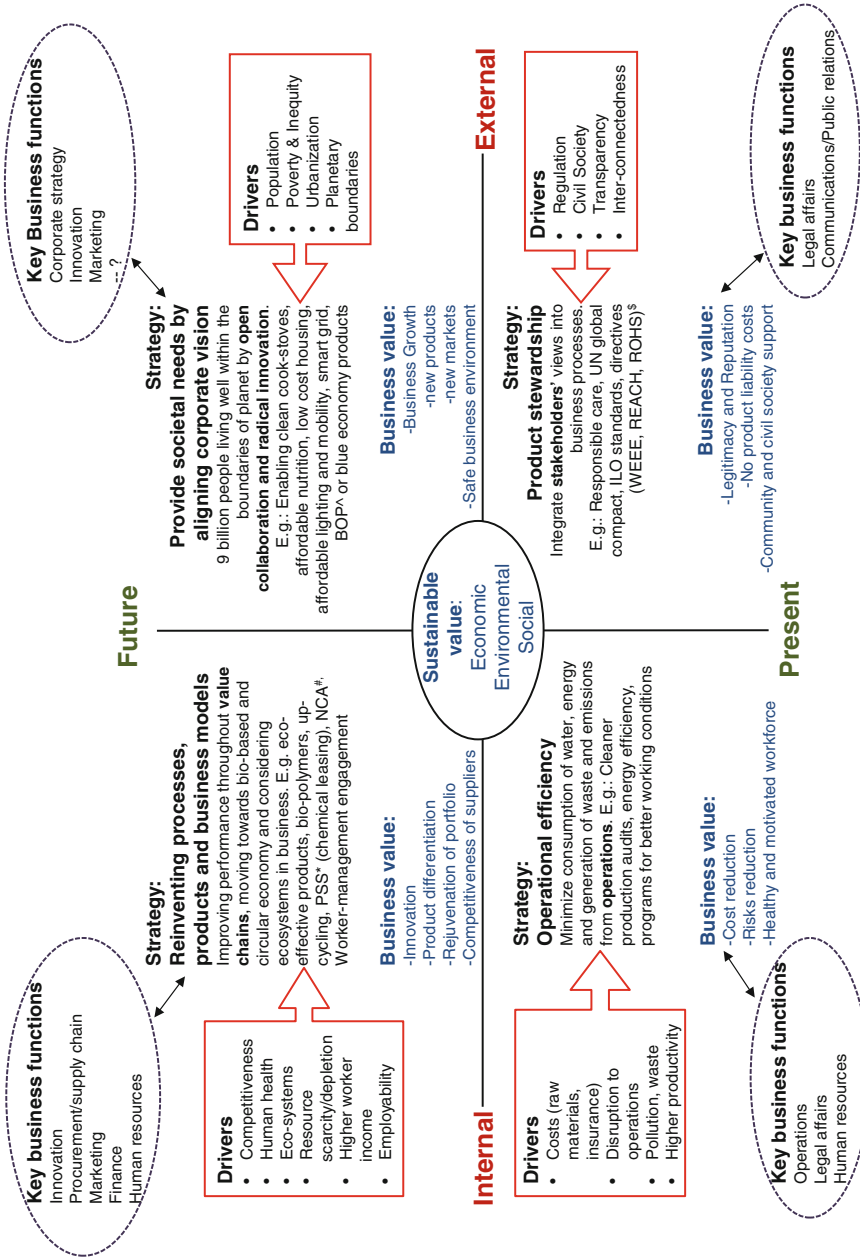 Future
Key business functions
Innovation
Procurement/supply chain
Marketing
Finance
Human resources
Drivers
• Competitiveness
• Human health
• Eco-systems
• Resource
scarcity/depletion
• Higher worker
income
• Employability
Strategy:
Reinventing processes,
products and business models
Improving performance throughout value
chains, moving towards bio-based and
circular economy and considering
ecosystems in business. E.g. eco-
effective products, bio-polymers, up-
cycling, PSS* (chemical leasing), NCA#,
Worker-management engagement
Business value:
-Innovation
-Product differentiation
-Rejuvenation of portfolio
-Competitiveness of suppliers
Key Business functions
Corporate strategy
Innovation
Marketing
--?
Strategy:
Provide societal needs by
aligning corporate vision
9 billion people living well within the
boundaries of planet by open
collaboration and radical innovation.
E.g.: Enabling clean cook-stoves,
affordable nutrition, low cost housing,
affordable lighting and mobility, smart grid,
BOP^ or blue economy products
Drivers
• Population
• Poverty & Inequity
• Urbanization
• Planetary
boundaries
Business value:
-Business Growth
-new products
-new markets
-Safe business environment
Internal
Sustainable
value:
Economic
Environmental
Social
External
Drivers
• Costs (raw
materials,
insurance)
• Disruption to
operations
• Pollution, waste
• Higher productivity
Strategy:
Operational efficiency
Minimize consumption of water, energy
and generation of waste and emissions
from operations. E.g.: Cleaner
production audits, energy efficiency,
programs for better working conditions
Business value:
-Cost reduction
-Risks reduction
-Healthy and motivated workforce
Key business functions
Operations
Legal affairs
Human resources
Strategy:
Product stewardship
Integrate stakeholders' views into
business processes.
E.g.: Responsible care, UN global
compact, ILO standards, directives
(WEEE, REACH, ROHS)$
Drivers
• Regulation
• Civil Society
• Transparency
• Inter-connectedness
Business value:
-Legitimacy and Reputation
-No product liability costs
-Community and civil society support
Key business functions
Legal affairs
Communications/Public relations
Present